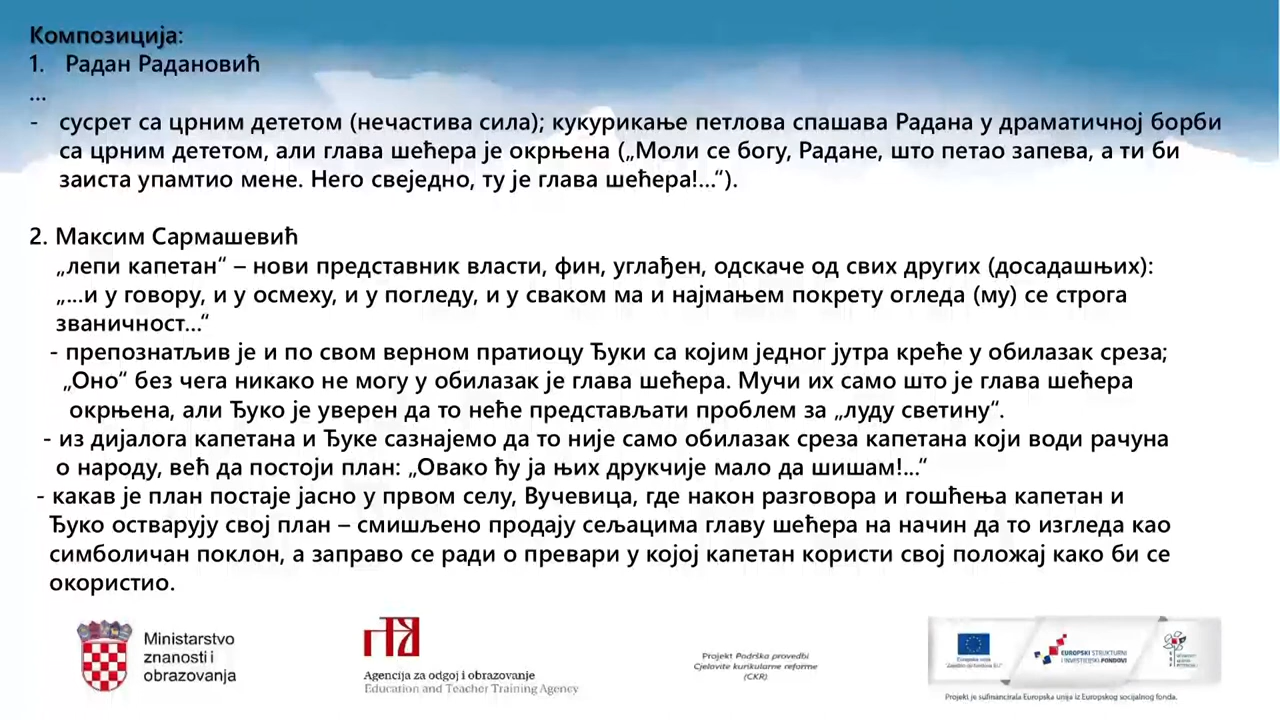 Композиција:
1. Радан Радановић
...
- сусрет са црним дететом (нечастива сила); кукурикање петлова спашава Радана у драматичној борби
са црним дететом, али глава шећера је окрњена („Моли се богу, Радане, што петао запева, а ти би
заиста упамтио мене. Него свеједно, ту је глава шећера!...“).
2. Максим Сармашевић
„лепи капетан“ – нови представник власти, фин, углађен, одскаче од свих других (досадашњих):
„...и у говору, и у осмеху, и у погледу, и у сваком ма и најмањем покрету огледа (му) се строга
званичност...“
- препознатљив је и по свом верном пратиоцу Ђуки са којим једног јутра креће у обилазак среза;
„Оно“ без чега никако не могу у обилазак је глава шећера. Мучи их само што је глава шећера
окрњена, али Ђуко је уверен да то неће представљати проблем за „луду светину“.
- из дијалога капетана и Ђуке сазнајемо да то није само обилазак среза капетана који води рачуна
о народу, већ да постоји план: „Овако ћу ја њих друкчије мало да шишам!...“
- какав је план постаје јасно у првом селу, Вучевица, где након разговора и гошћења капетан и
Ђуко остварују свој план – смишљено продају сељацима главу шећера на начин да то изгледа као
симболичан поклон, а заправо се ради о превари у којој капетан користи свој положај како би се
окористио.
Ministarstvo
znanosti i
obrazovanja
Agencija za odgoj i obrazovanje
Education and Teacher Training Agency
Projekt Podrška provedbi
Cjelovite kurikularne reforme
(CKR)
Europska unija
EUROPSKI STRUKTURNI
I INVESTICIJSKI FONDOVI
Projekt je sufinancirala Europska unija iz Europskog socijalnog fonda.